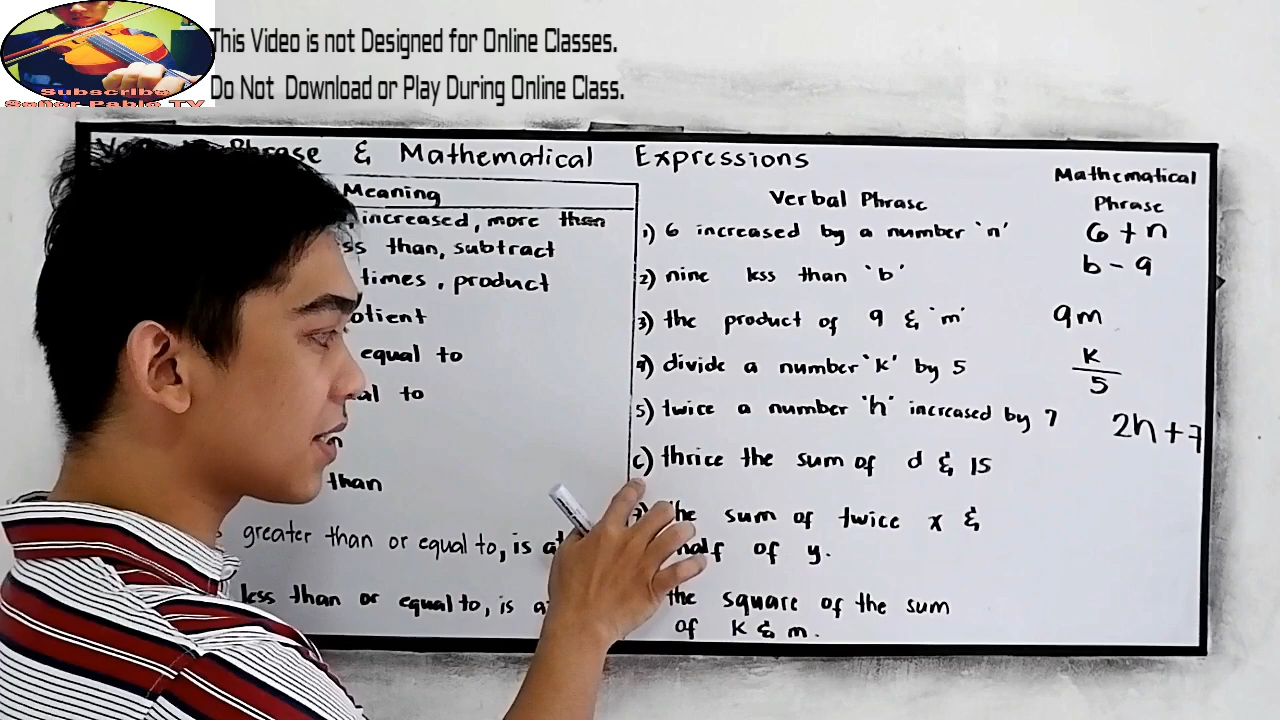 This Video is not Designed for Online Classes.
Do Not Download or Play During Online Class.
Subscribe
Señor Pablo TV
Phrase & Mathematical Expressions
Meaning
increased, more than
than, subtract
times, product
equal to
to
than
greater than or equal to, is
less than or equal to, is
Verbal Phrase
Mathematical
Phrase
1) 6 increased by a number 'n'
6 + n
2) nine less than 'b'
b - 9
3) the product of 9 & 'm'
9m
4) divide a number 'k' by 5
k
5
5) twice a number 'h' increased by 7
2h + 7
6) thrice the sum of d & 15
the sum of twice x &
half of y.
the square of the sum
of k & m.